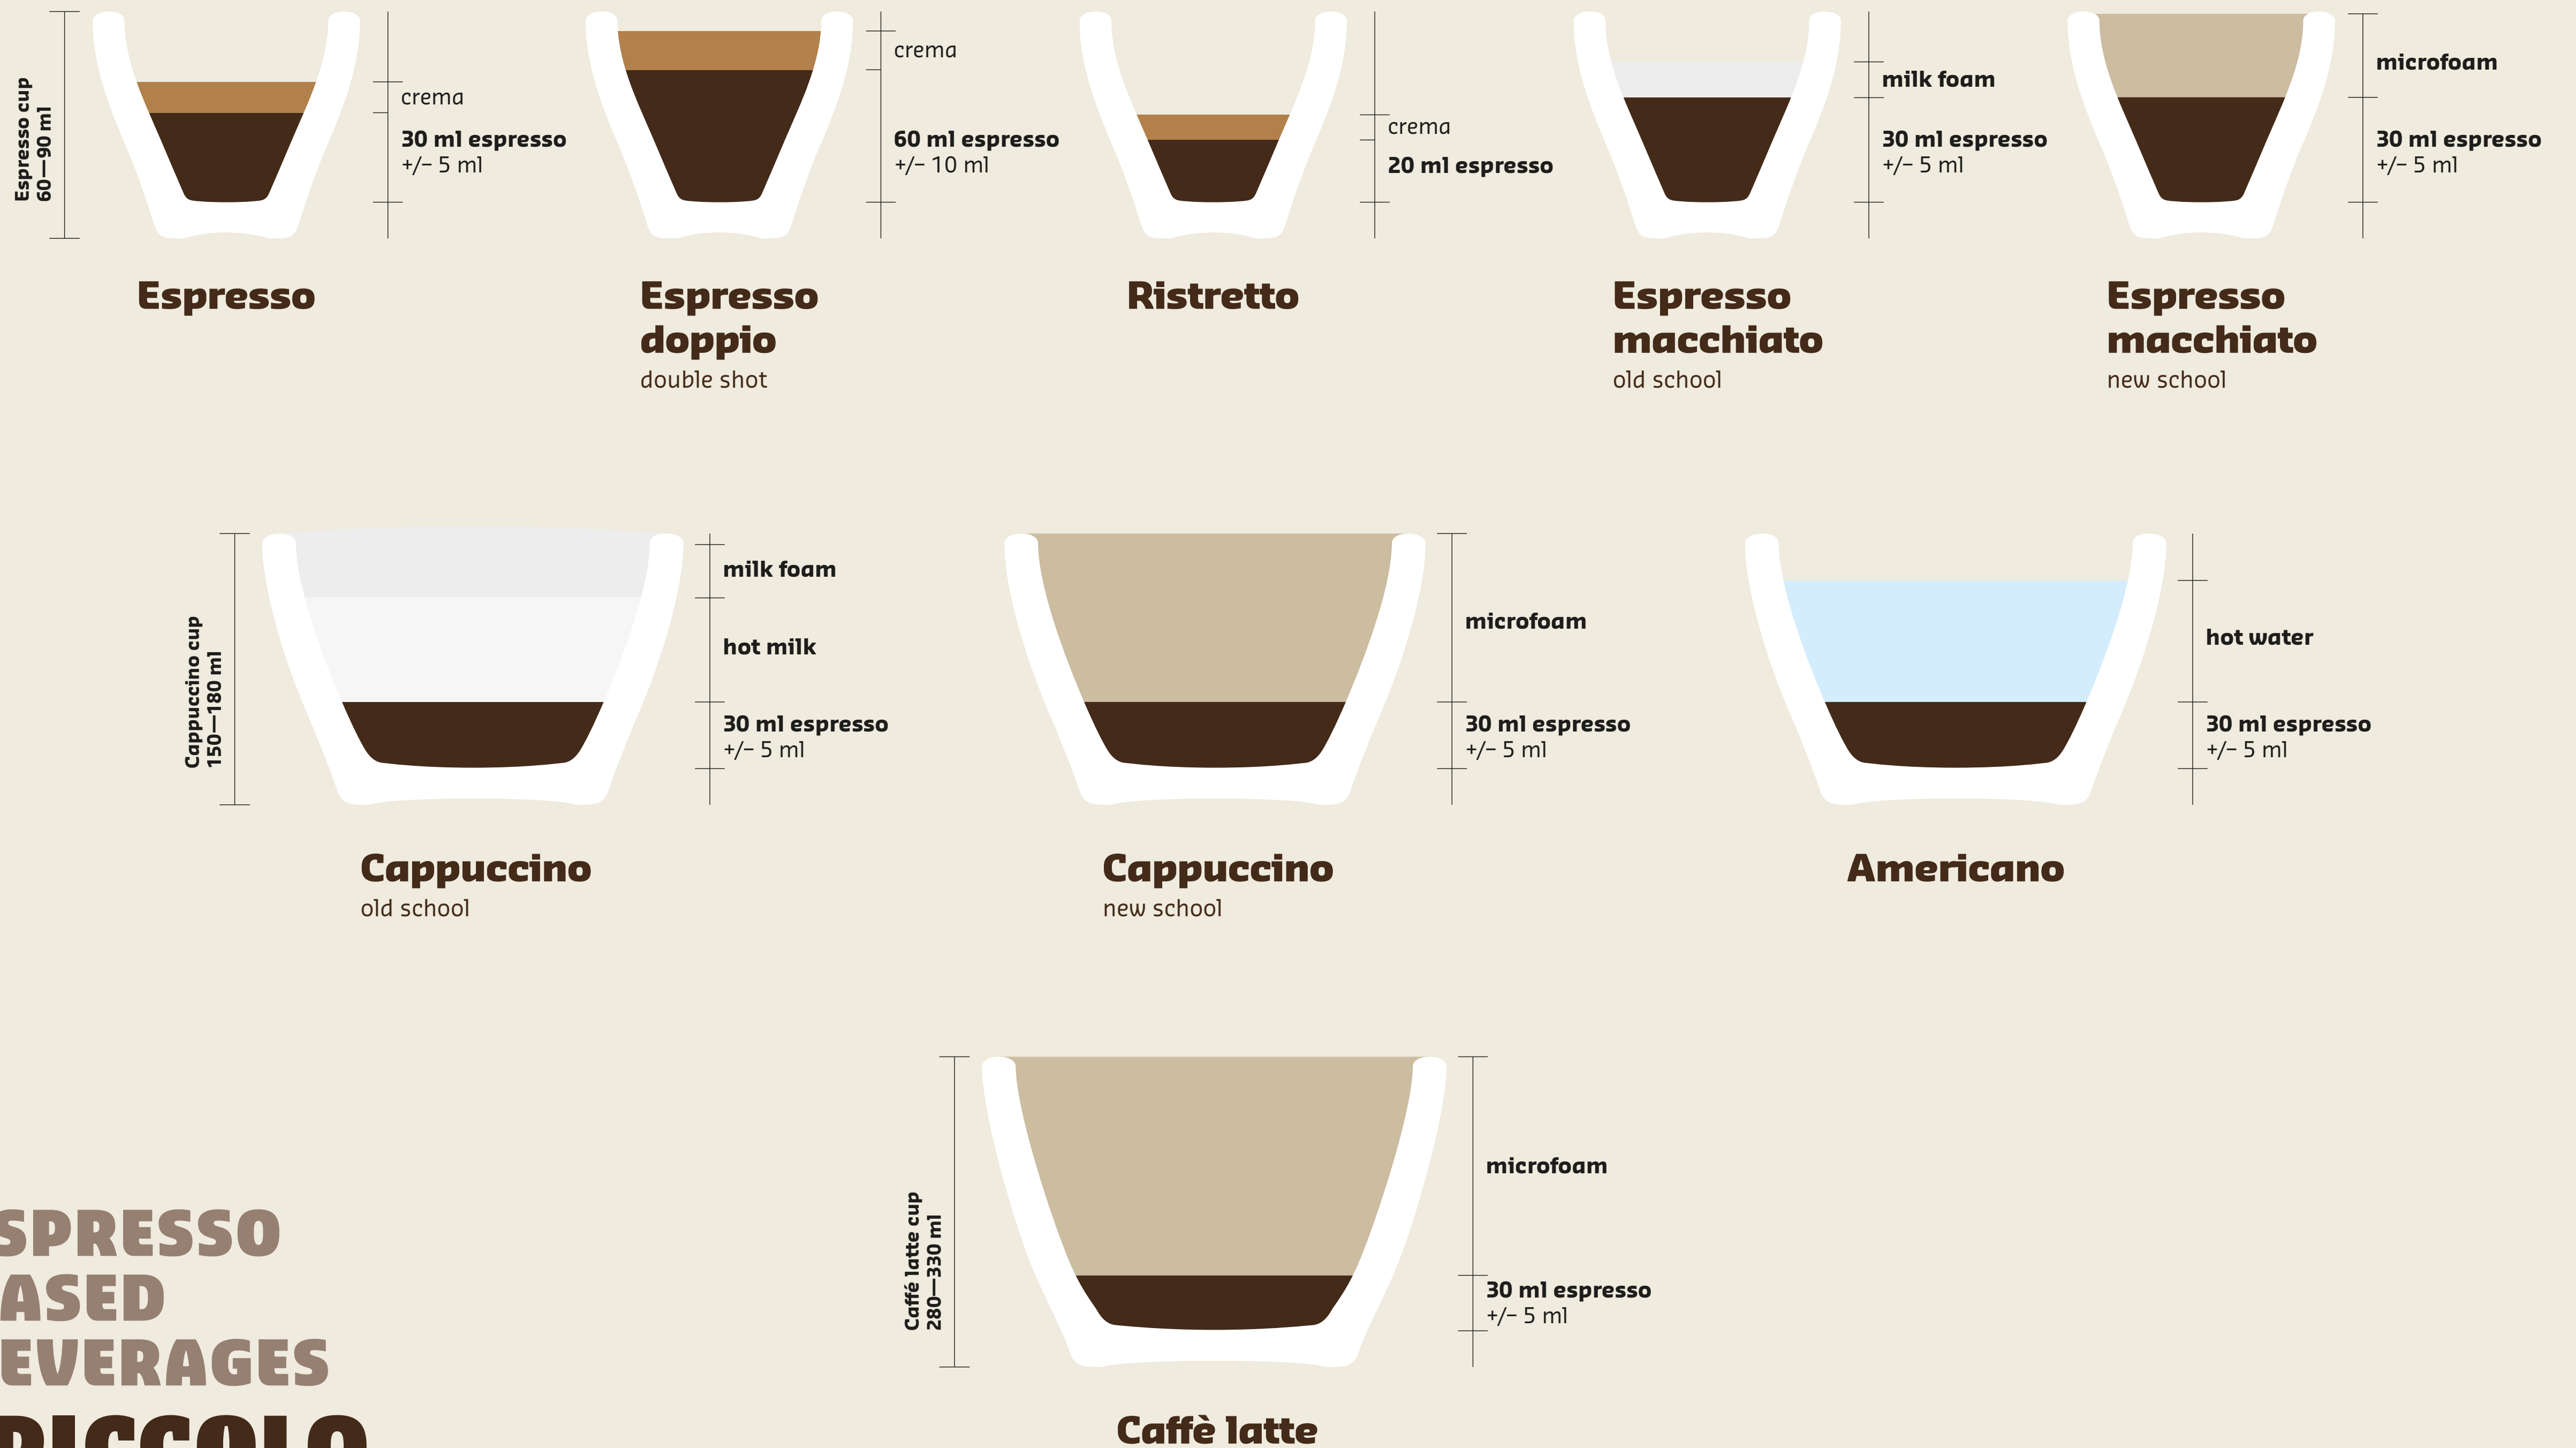 Espresso cup
60—90 ml
crema
30 ml espresso
+/− 5 ml
Espresso
crema
60 ml espresso
+/− 10 ml
Espresso
doppio
double shot
crema
20 ml espresso
Ristretto
milk foam
30 ml espresso
+/− 5 ml
Espresso
macchiato
old school
microfoam
30 ml espresso
+/− 5 ml
Espresso
macchiato
new school
Cappuccino cup
150—180 ml
milk foam
hot milk
30 ml espresso
+/− 5 ml
Cappuccino
old school
microfoam
30 ml espresso
+/− 5 ml
Cappuccino
new school
hot water
30 ml espresso
+/− 5 ml
Americano
Caffé latte cup
280—330 ml
microfoam
30 ml espresso
+/− 5 ml
Caffè latte
SPRESSO
ASED
EVERAGES
PICCOLO